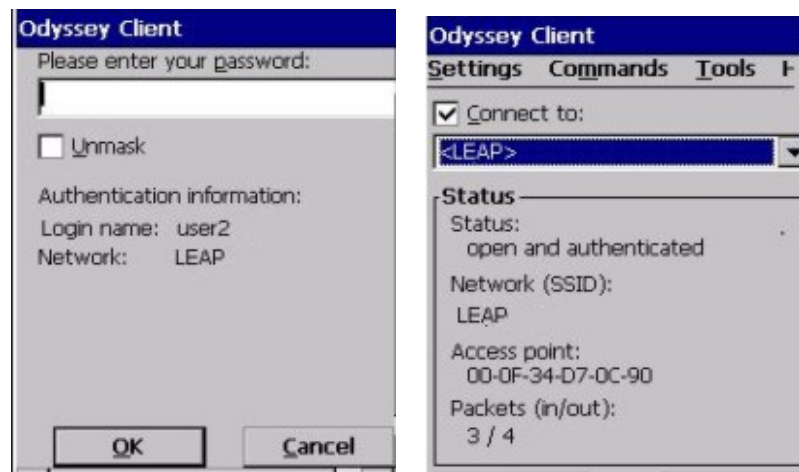 Odyssey Client
Please enter your password:
Unmask
Authentication information:
Login name: user2
Network: LEAP
OK
Cancel
Odyssey Client
Settings Commands Tools
Connect to:
<LEAP>
Status
Status:
open and authenticated
Network (SSID):
LEAP
Access point:
00-0F-34-D7-0C-90
Packets (in/out):
3 / 4